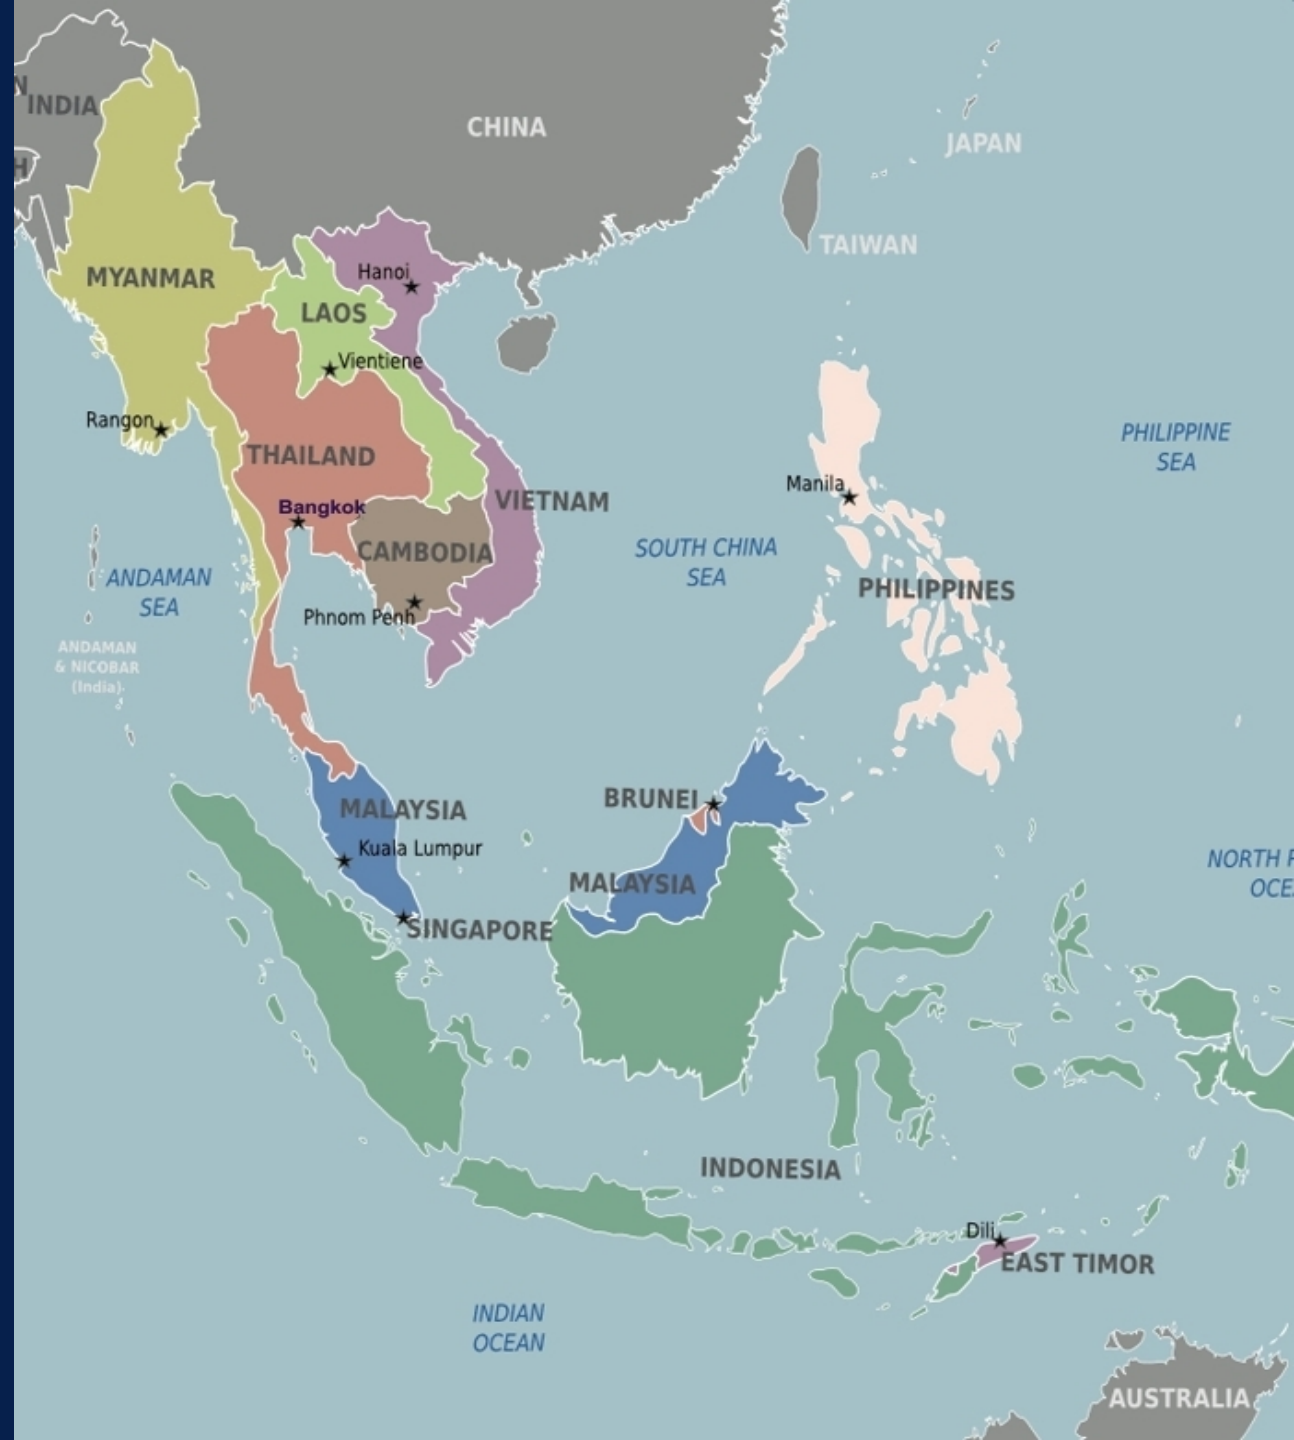 N
INDIA
CHINA
JAPAN
H
TAIWAN
MYANMAR
Hanoi
LAOS
Vientiene
Rangon
THAILAND
PHILIPPINE
SEA
Manila
VIETNAM
Bangkok
CAMBODIA
SOUTH CHINA
SEA
ANDAMAN
SEA
PHILIPPINES
Phnom Penh
ANDAMAN
& NICOBAR
(India)
BRUNEI
MALAYSIA
Kuala Lumpur
NORTH P
OCE
MALAYSIA
SINGAPORE
INDONESIA
Dili
EAST TIMOR
INDIAN
OCEAN
AUSTRALIA